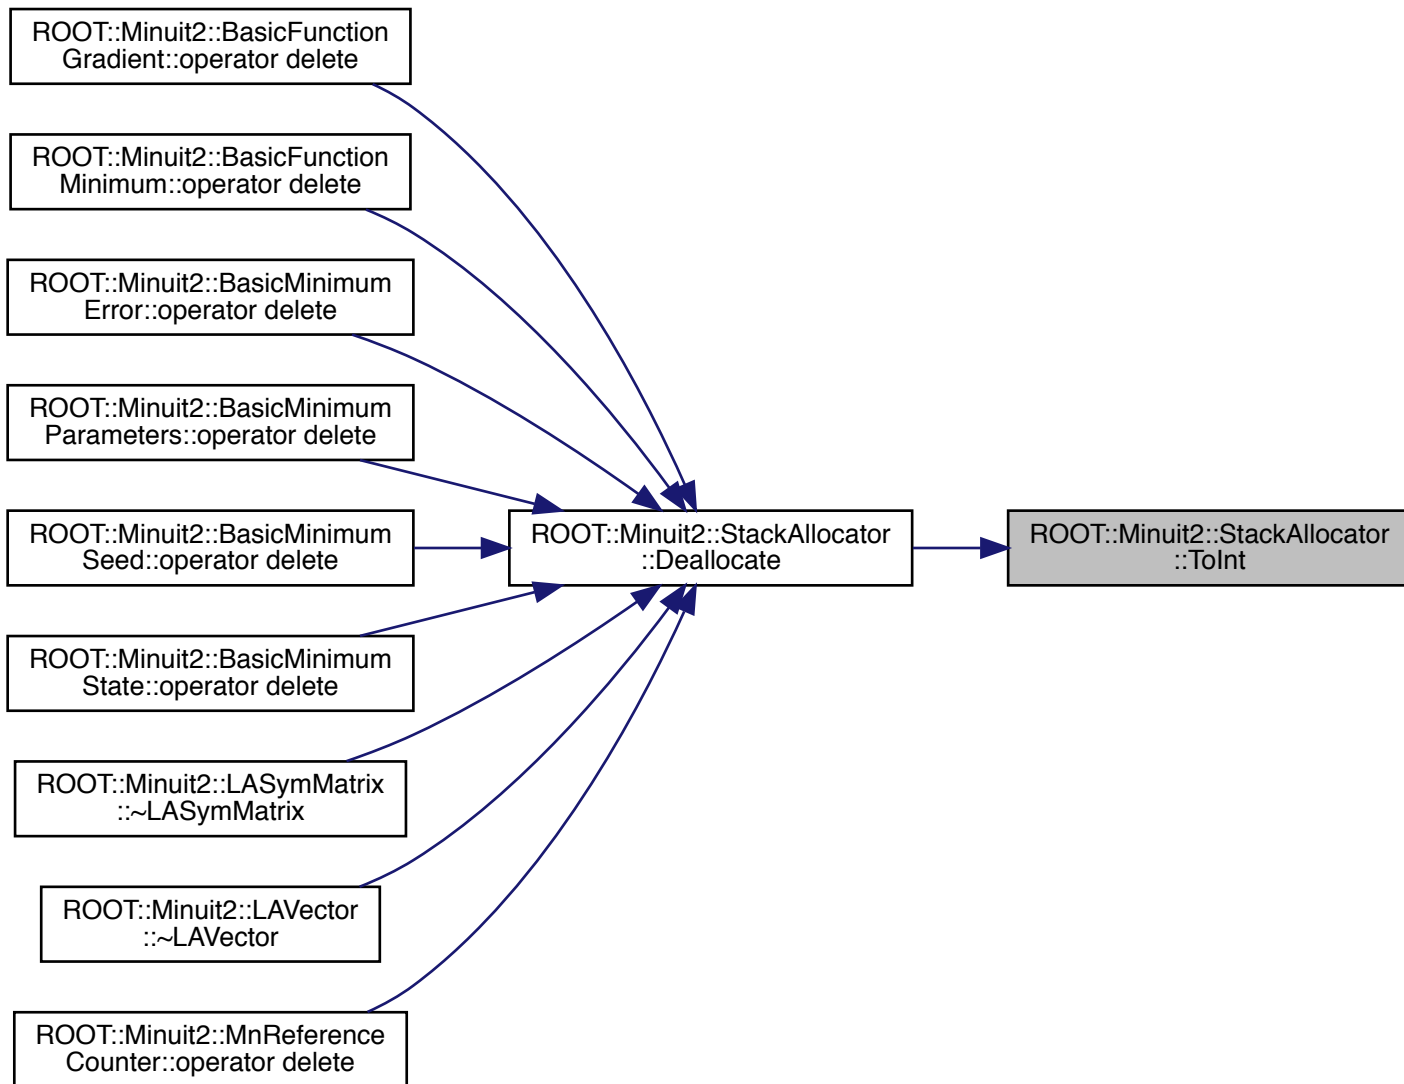 ROOT::Minuit2::BasicFunction
Gradient::operator delete
ROOT::Minuit2::BasicFunction
Minimum::operator delete
ROOT::Minuit2::BasicMinimum
Error::operator delete
ROOT::Minuit2::BasicMinimum
Parameters::operator delete
ROOT::Minuit2::BasicMinimum
Seed::operator delete
ROOT::Minuit2::StackAllocator
::Deallocate
ROOT::Minuit2::StackAllocator
::ToInt
ROOT::Minuit2::BasicMinimum
State::operator delete
ROOT::Minuit2::LASymMatrix
::~LASymMatrix
ROOT::Minuit2::LAVector
::~LAVector
ROOT::Minuit2::MnReference
Counter::operator delete